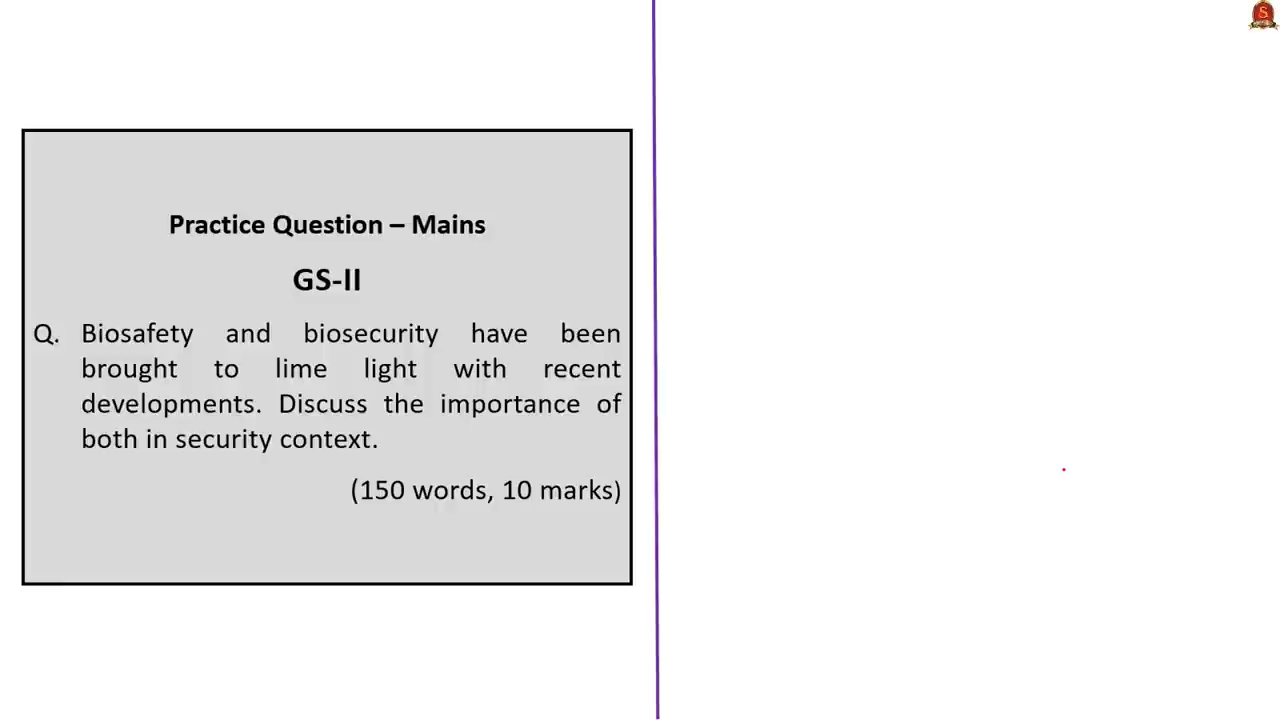 Practice Question – Mains
GS-II
Q. Biosafety and biosecurity have been
brought to lime light with recent
developments. Discuss the importance of
both in security context.
(150 words, 10 marks)
S